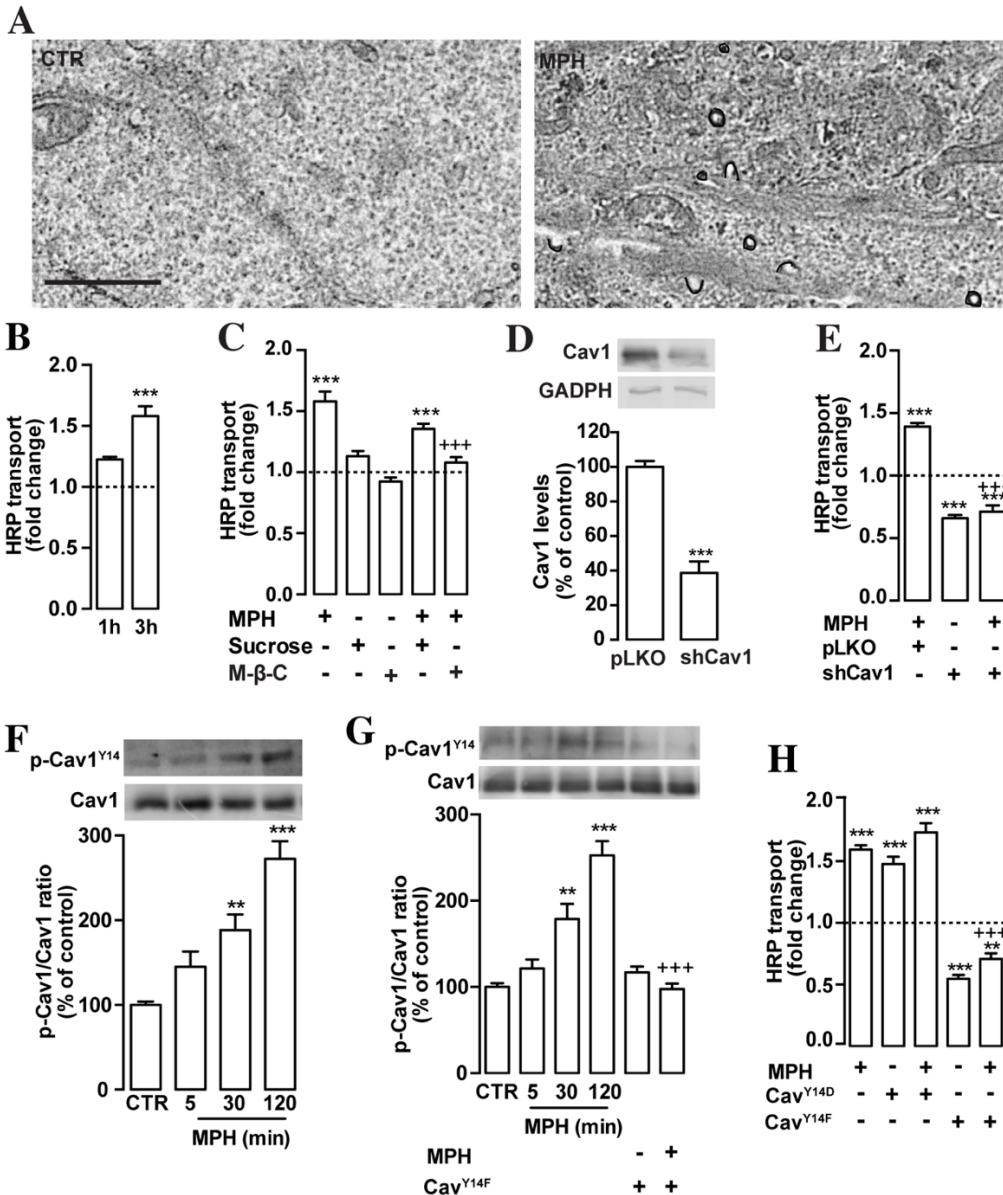 A
CTR
MPH
B
HRP transport
(fold change)
2.0
1.5
1.0
0.5
0.0
***
1h 3h
C
HRP transport
(fold change)
2.0
1.5
1.0
0.5
0.0
***
***
+++
MPH + - - + +
Sucrose - + - + -
M-β-C - - + - +
D
Cav1
GADPH
Cav1 levels
(% of control)
120
100
80
60
40
20
0
***
pLKO shCav1
E
HRP transport
(fold change)
2.0
1.5
1.0
0.5
0.0
***
***
+++
***
MPH + - +
pLKO + - -
shCav1 - + +
F
p-Cav1Y14
Cav1
p-Cav1/Cav1 ratio
(% of control)
300
200
100
0
**
***
CTR 5 30 120
MPH (min)
G
p-Cav1Y14
Cav1
p-Cav1/Cav1 ratio
(% of control)
300
200
100
0
**
***
+++
CTR 5 30 120
MPH (min)
MPH - +
CavY14F + +
H
HRP transport
(fold change)
2.0
1.5
1.0
0.5
0.0
***
***
***
***
+++
**
MPH + - + - +
CavY14D - + + - -
CavY14F - - - + +